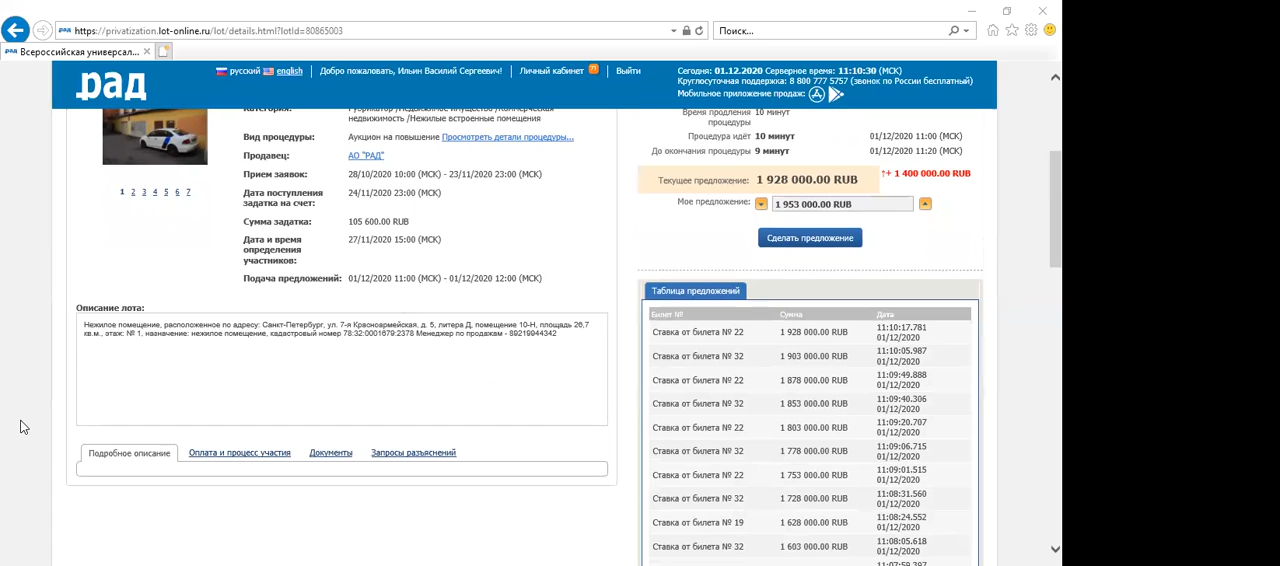 https://privatization.lot-online.ru/lot/details.html?lotId=80865003
Поиск...
рад Всероссийская универсал...
рад
русский english Добро пожаловать, Ильин Василий Сергеевич! Личный кабинет Выйти
Сегодня: 01.12.2020 Серверное время: 11:10:30 (МСК)
Круглосуточная поддержка: 8 800 777 5757 (звонок по России бесплатный)
Мобильное приложение продаж:
недвижимость /Нежилые встроенные помещения
Вид процедуры: Аукцион на повышение Просмотреть детали процедуры...
Продавец: АО "РАД"
1 2 3 4 5 6 7
Прием заявок: 28/10/2020 10:00 (МСК) - 23/11/2020 23:00 (МСК)
Дата поступления
задатка на счет:
24/11/2020 23:00 (МСК)
Сумма задатка: 105 600.00 RUB
Дата и время
определения
участников:
27/11/2020 15:00 (МСК)
Подача предложений: 01/12/2020 11:00 (МСК) - 01/12/2020 12:00 (МСК)
Описание лота:
Нежилое помещение, расположенное по адресу: Санкт-Петербург, ул. 7-я Красноармейская, д. 5, литера Д, помещение 10-Н, площадь 26,7
кв.м., этаж: № 1, назначение: нежилое помещение, кадастровый номер 78:32:0001679:2378 Менеджер по продажам - 89219944342
Подробное описание Оплата и процесс участия Документы Запросы разъяснений
Время продления
процедуры
10 минут
Процедура идёт 10 минут 01/12/2020 11:00 (МСК)
До окончания процедуры 9 минут 01/12/2020 11:20 (МСК)
Текущее предложение: 1 928 000.00 RUB ↑+ 1 400 000.00 RUB
Мое предложение: 1 953 000.00 RUB
Сделать предложение
Таблица предложений
Билет № Сумма Дата
Ставка от билета № 22 1 928 000.00 RUB 11:10:17.781
01/12/2020
Ставка от билета № 32 1 903 000.00 RUB 11:10:05.987
01/12/2020
Ставка от билета № 22 1 878 000.00 RUB 11:09:49.888
01/12/2020
Ставка от билета № 32 1 853 000.00 RUB 11:09:40.306
01/12/2020
Ставка от билета № 22 1 803 000.00 RUB 11:09:20.707
01/12/2020
Ставка от билета № 32 1 778 000.00 RUB 11:09:06.715
01/12/2020
Ставка от билета № 22 1 753 000.00 RUB 11:09:01.515
01/12/2020
Ставка от билета № 32 1 728 000.00 RUB 11:08:31.560
01/12/2020
Ставка от билета № 19 1 628 000.00 RUB 11:08:24.552
01/12/2020
Ставка от билета № 32 1 603 000.00 RUB 11:08:05.618
01/12/2020